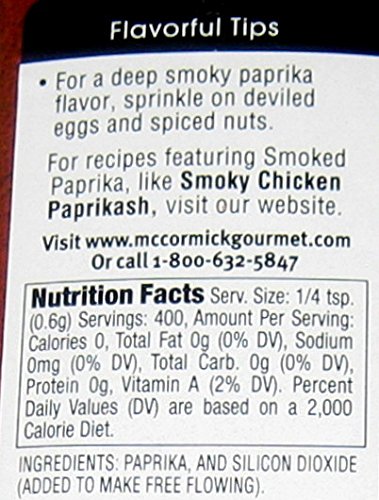 Flavorful Tips
• For a deep smoky paprika
flavor, sprinkle on deviled
eggs and spiced nuts.
For recipes featuring Smoked
Paprika, like Smoky Chicken
Paprikash, visit our website.
Visit www.mccormickgourmet.com
Or call 1-800-632-5847
Nutrition Facts Serv. Size: 1/4 tsp.
(0.6g) Servings: 400, Amount Per Serving:
Calories 0, Total Fat 0g (0% DV), Sodium
0mg (0% DV), Total Carb. 0g (0% DV),
Protein 0g, Vitamin A (2% DV). Percent
Daily Values (DV) are based on a 2,000
Calorie Diet.
INGREDIENTS: PAPRIKA, AND SILICON DIOXIDE
(ADDED TO MAKE FREE FLOWING).